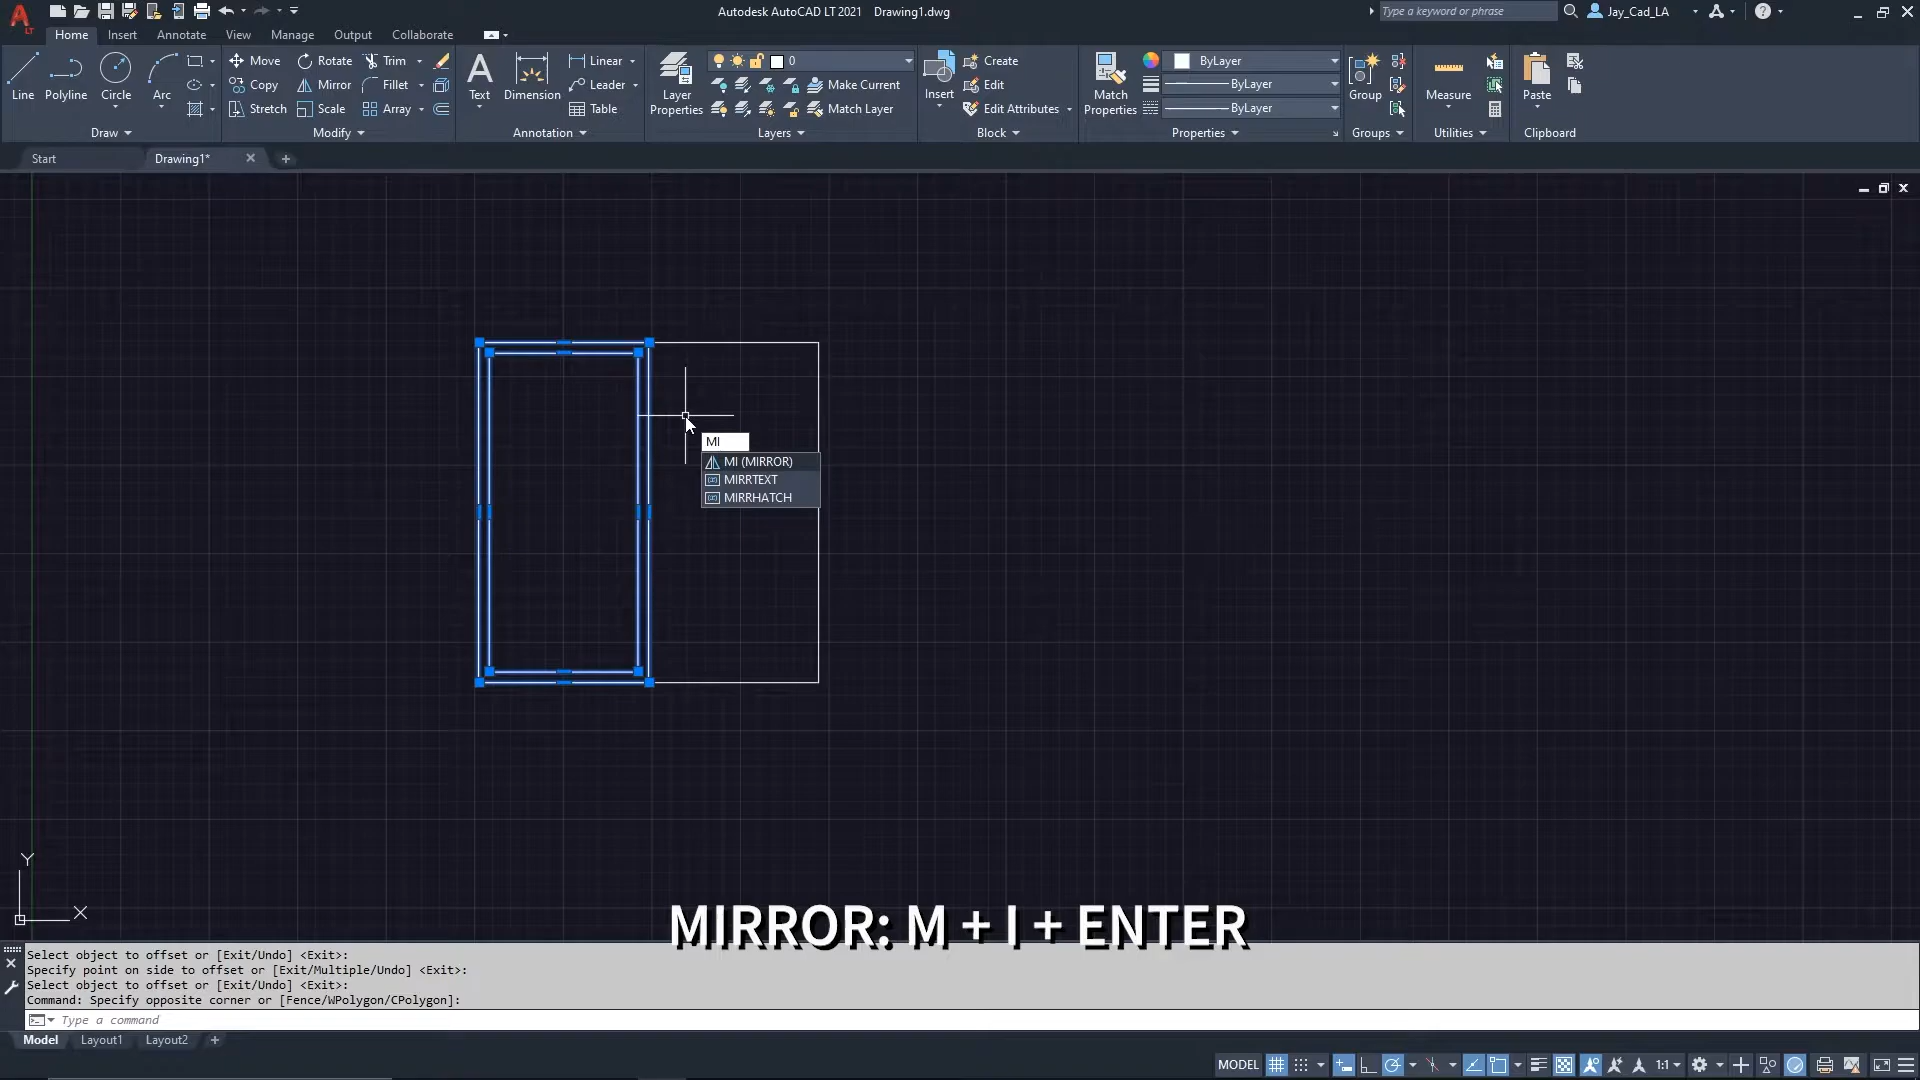 Autodesk AutoCAD LT 2021 Drawing1.dwg
Type a keyword or phrase
Jay_Cad_LA
LT
Home Insert Annotate View Manage Output Collaborate
Line Polyline Circle Arc
Draw
Move Rotate Trim
Copy Mirror Fillet
Stretch Scale Array
Modify
Text Dimension
Linear
Leader
Table
Annotation
Layer Properties
0
Make Current
Match Layer
Layers
Insert
Create
Edit
Edit Attributes
Block
Match Properties
ByLayer
ByLayer
ByLayer
Properties
Group
Groups
Measure
Utilities
Paste
Clipboard
Start Drawing1*
MI
MI (MIRROR)
MIRRTEXT
MIRRHATCH
Y
X
MIRROR: M + I + ENTER
Select object to offset or [Exit/Undo] <Exit>:
Specify point on side to offset or [Exit/Multiple/Undo] <Exit>:
Select object to offset or [Exit/Undo] <Exit>:
Command: Specify opposite corner or [Fence/WPolygon/CPolygon]:
Type a command
Model Layout1 Layout2
MODEL 1:1